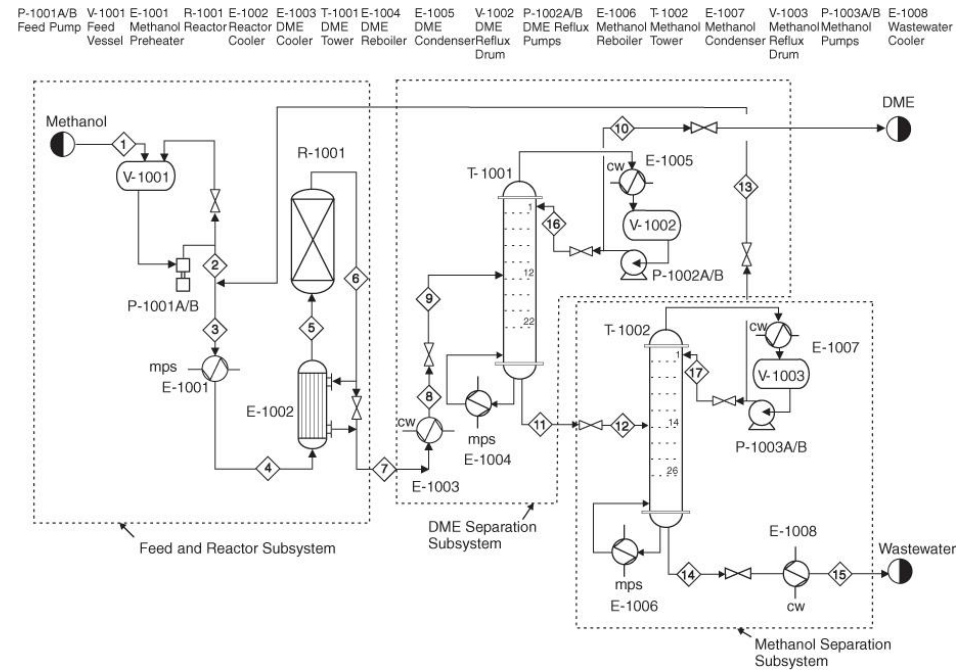 P-1001A/B V-1001 E-1001 R-1001 E-1002 E-1003 T-1001 E-1004 E-1005 V-1002 P-1002A/B E-1006 T-1002 E-1007 V-1003 P-1003A/B E-1008
Feed Pump Feed Methanol Reactor Reactor DME DME DME DME DME DME Reflux Methanol Methanol Methanol Methanol Methanol Wastewater
Vessel Preheater Cooler Cooler Tower Reboiler Condenser Reflux Pumps Reboiler Tower Condenser Reflux Pumps Cooler
Drum Drum
Methanol
1
V-1001
R-1001
2
P-1001A/B
3
mps
E-1001
4
5
E-1002
6
7
Feed and Reactor Subsystem
cw
E-1003
8
9
T-1001
1
12
22
mps
E-1004
cw
E-1005
V-1002
16
P-1002A/B
10
DME
13
11
12
DME Separation
Subsystem
T-1002
1
14
26
cw
E-1007
V-1003
17
P-1003A/B
mps
E-1006
14
E-1008
cw
15
Wastewater
Methanol Separation
Subsystem